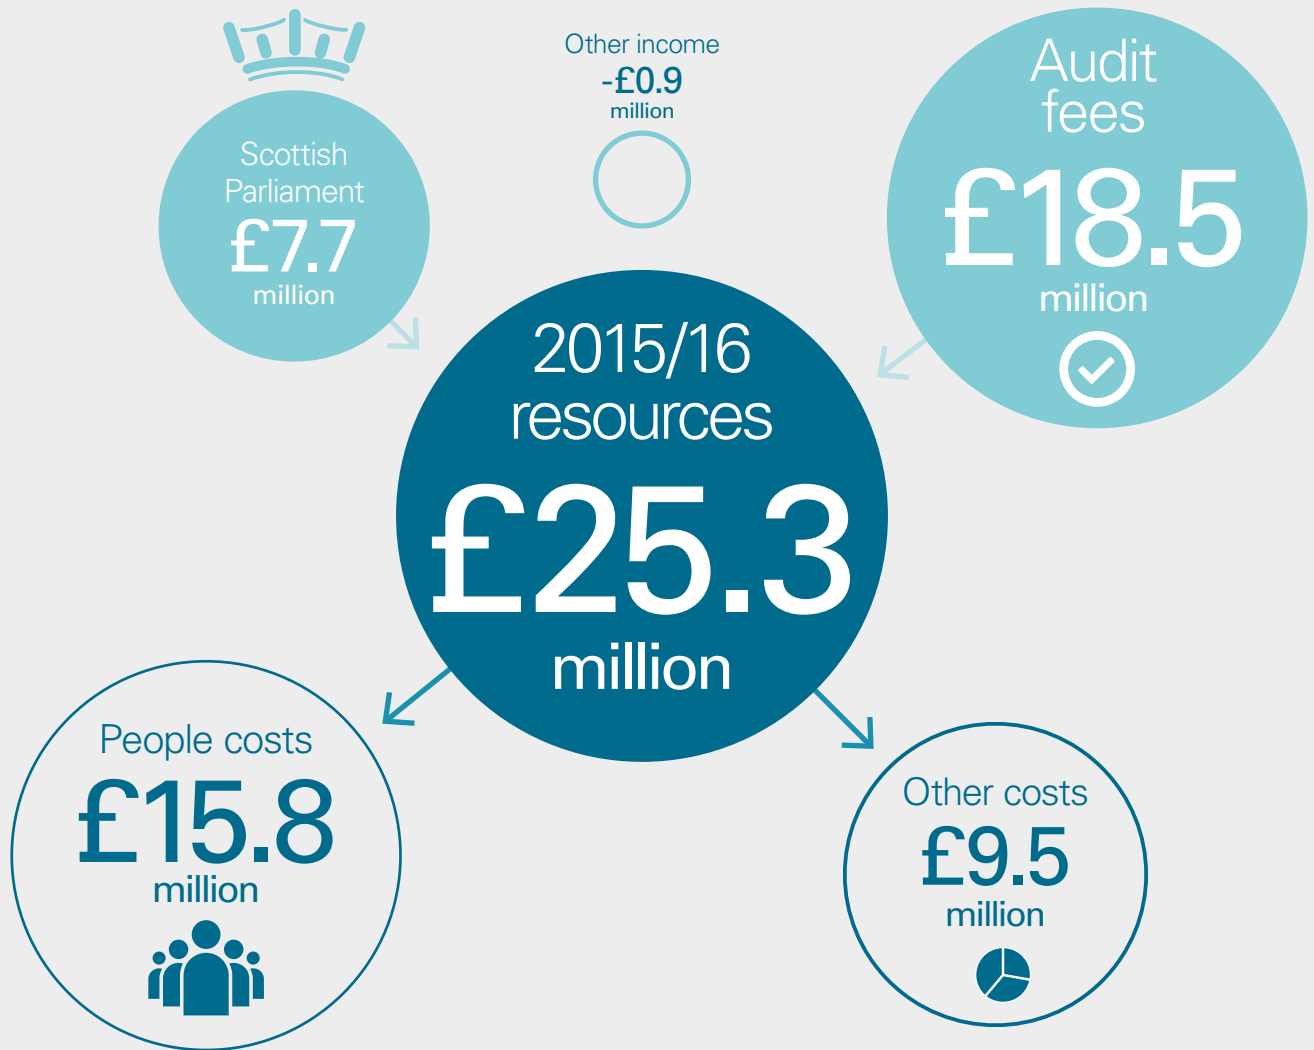 Scottish
Parliament
£7.7
million
Other income
-£0.9
million
Audit
fees
£18.5
million
2015/16
resources
£25.3
million
People costs
£15.8
million
Other costs
£9.5
million